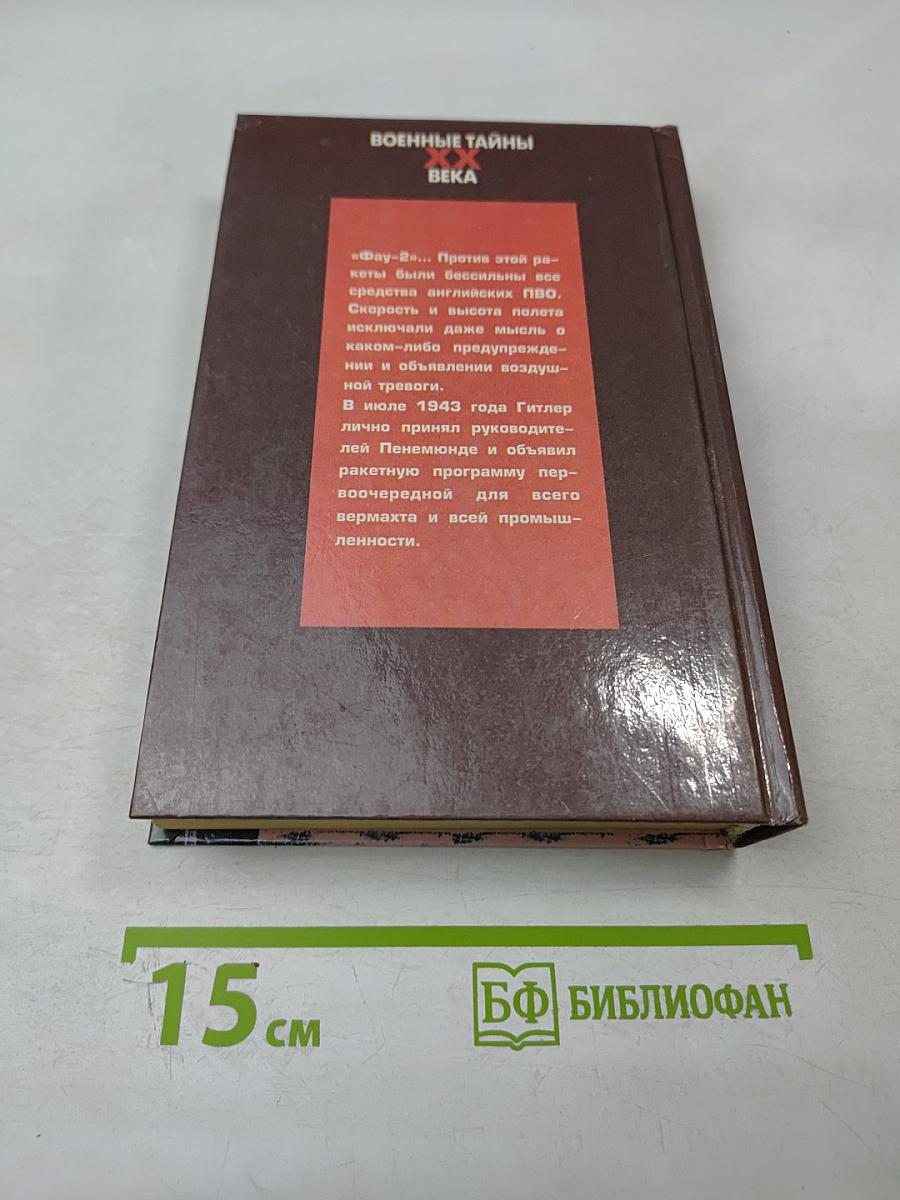 ВОЕННЫЕ ТАЙНЫ
XX
ВЕКА
«Фау-2»... Против этой ра-
кеты были бессильны все
средства английских ПВО.
Скорость и высота полета
исключали даже мысль о
каком-либо предупрежде-
нии и объявлении воздуш-
ной тревоги.
В июле 1943 года Гитлер
лично принял руководите-
лей Пенемюнде и объявил
ракетную программу пер-
воочередной для всего
вермахта и всей промыш-
ленности.
15 см
БФ БИБЛИОФАН